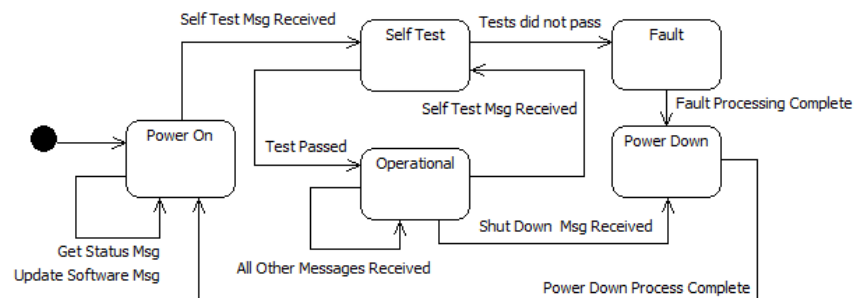 Self Test Msg Received
Self Test
Tests did not pass
Fault
Self Test Msg Received
Fault Processing Complete
Power On
Test Passed
Operational
Power Down
Get Status Msg
Update Software Msg
All Other Messages Received
Shut Down Msg Received
Power Down Process Complete